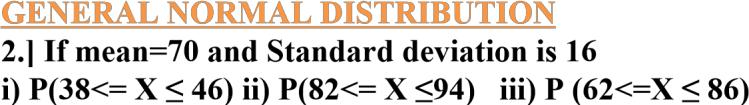 GENERAL NORMAL DISTRIBUTION
2.] If mean=70 and Standard deviation is 16
i) P(38<= X ≤ 46) ii) P(82<= X ≤94) iii) P (62<=X ≤ 86)